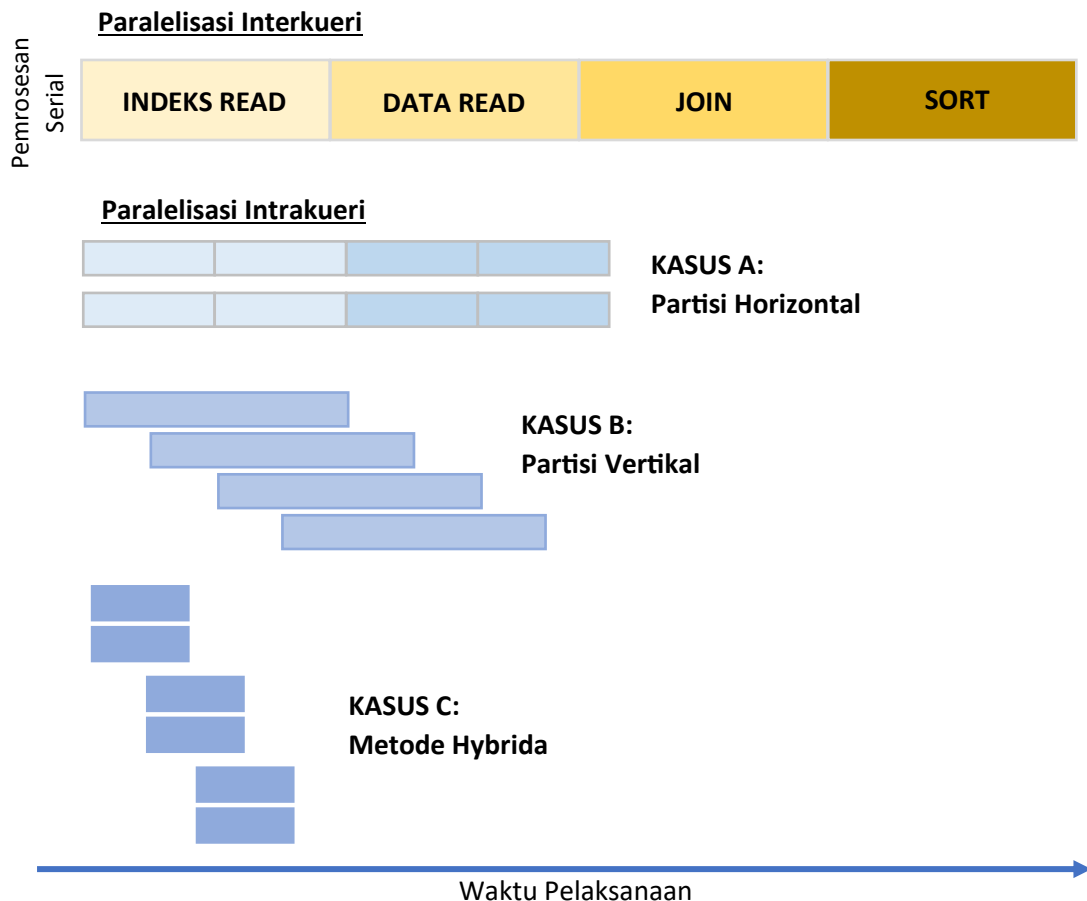 Paralelisasi Interkueri
Pemrosesan
Serial
INDEKS READ
DATA READ
JOIN
SORT
Paralelisasi Intrakueri
KASUS A:
Partisi Horizontal
KASUS B:
Partisi Vertikal
KASUS C:
Metode Hybrida
Waktu Pelaksanaan